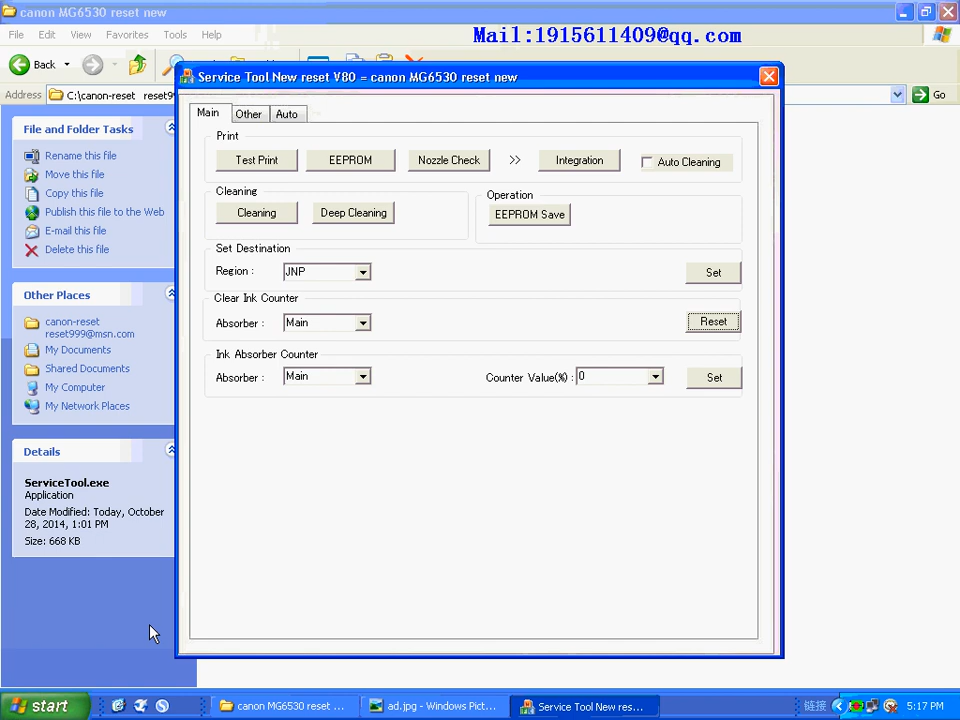 canon MG6530 reset new
File Edit View Favorites Tools Help
Mail:1915611409@qq.com
Back
Address C:\canon-reset reset9
Go
File and Folder Tasks
Rename this file
Move this file
Copy this file
Publish this file to the Web
E-mail this file
Delete this file
Other Places
canon-reset
reset999@msn.com
My Documents
Shared Documents
My Computer
My Network Places
Details
ServiceTool.exe
Application
Date Modified: Today, October
28, 2014, 1:01 PM
Size: 668 KB
Service Tool New reset V80 = canon MG6530 reset new
Main Other Auto
Print
Test Print EEPROM Nozzle Check >> Integration Auto Cleaning
Cleaning
Cleaning Deep Cleaning
Operation
EEPROM Save
Set Destination
Region : JNP Set
Clear Ink Counter
Absorber : Main Reset
Ink Absorber Counter
Absorber : Main Counter Value(%) : 0 Set
start canon MG6530 reset ... ad.jpg - Windows Pict... Service Tool New res... 链接 5:17 PM